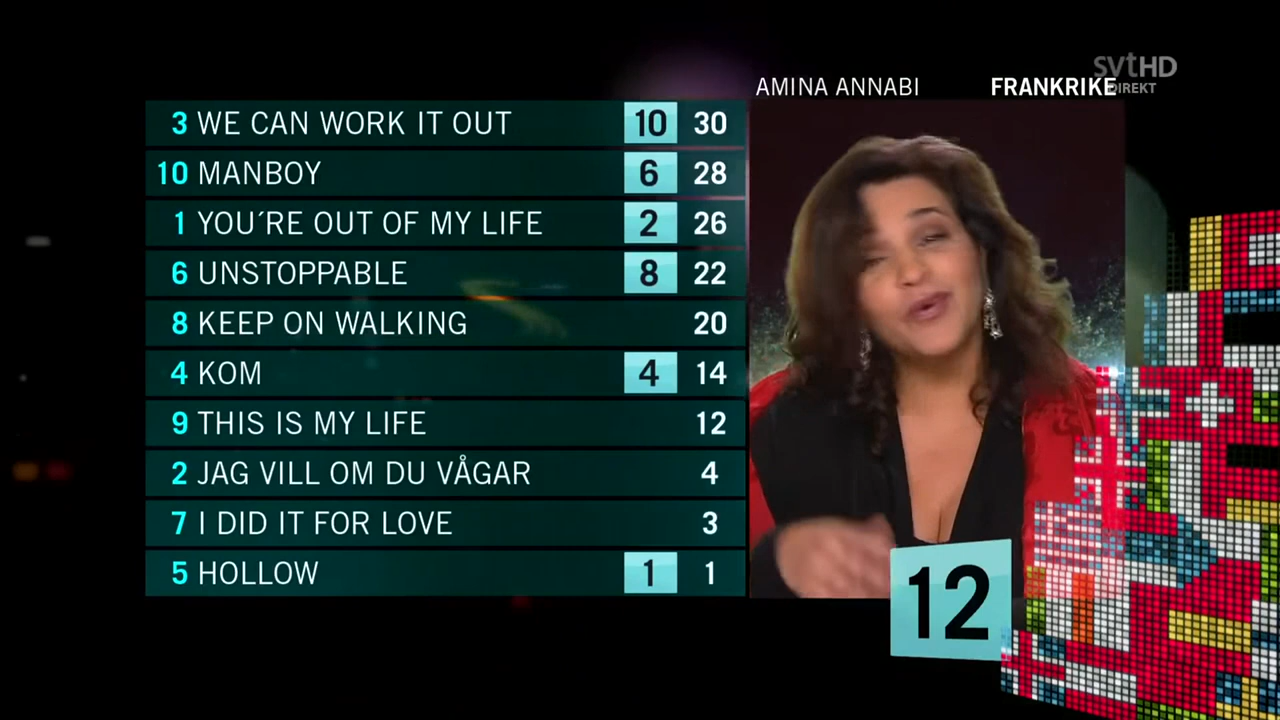 svtHD
DIREKT
AMINA ANNABI FRANKRIKE
3 WE CAN WORK IT OUT 10 30
10 MANBOY 6 28
1 YOU´RE OUT OF MY LIFE 2 26
6 UNSTOPPABLE 8 22
8 KEEP ON WALKING 20
4 KOM 4 14
9 THIS IS MY LIFE 12
2 JAG VILL OM DU VÅGAR 4
7 I DID IT FOR LOVE 3
5 HOLLOW 1 1
12